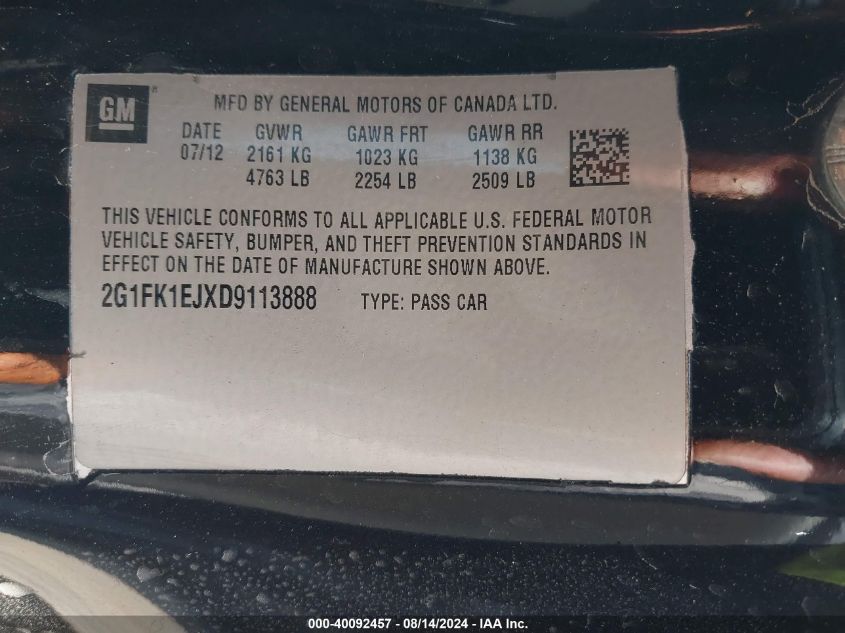 GM
MFD BY GENERAL MOTORS OF CANADA LTD.
DATE GVWR GAWR FRT GAWR RR
07/12 2161 KG 1023 KG 1138 KG
4763 LB 2254 LB 2509 LB
THIS VEHICLE CONFORMS TO ALL APPLICABLE U.S. FEDERAL MOTOR
VEHICLE SAFETY, BUMPER, AND THEFT PREVENTION STANDARDS IN
EFFECT ON THE DATE OF MANUFACTURE SHOWN ABOVE.
2G1FK1EJXD9113888 TYPE: PASS CAR
000-40092457 - 08/14/2024 - IAA Inc.